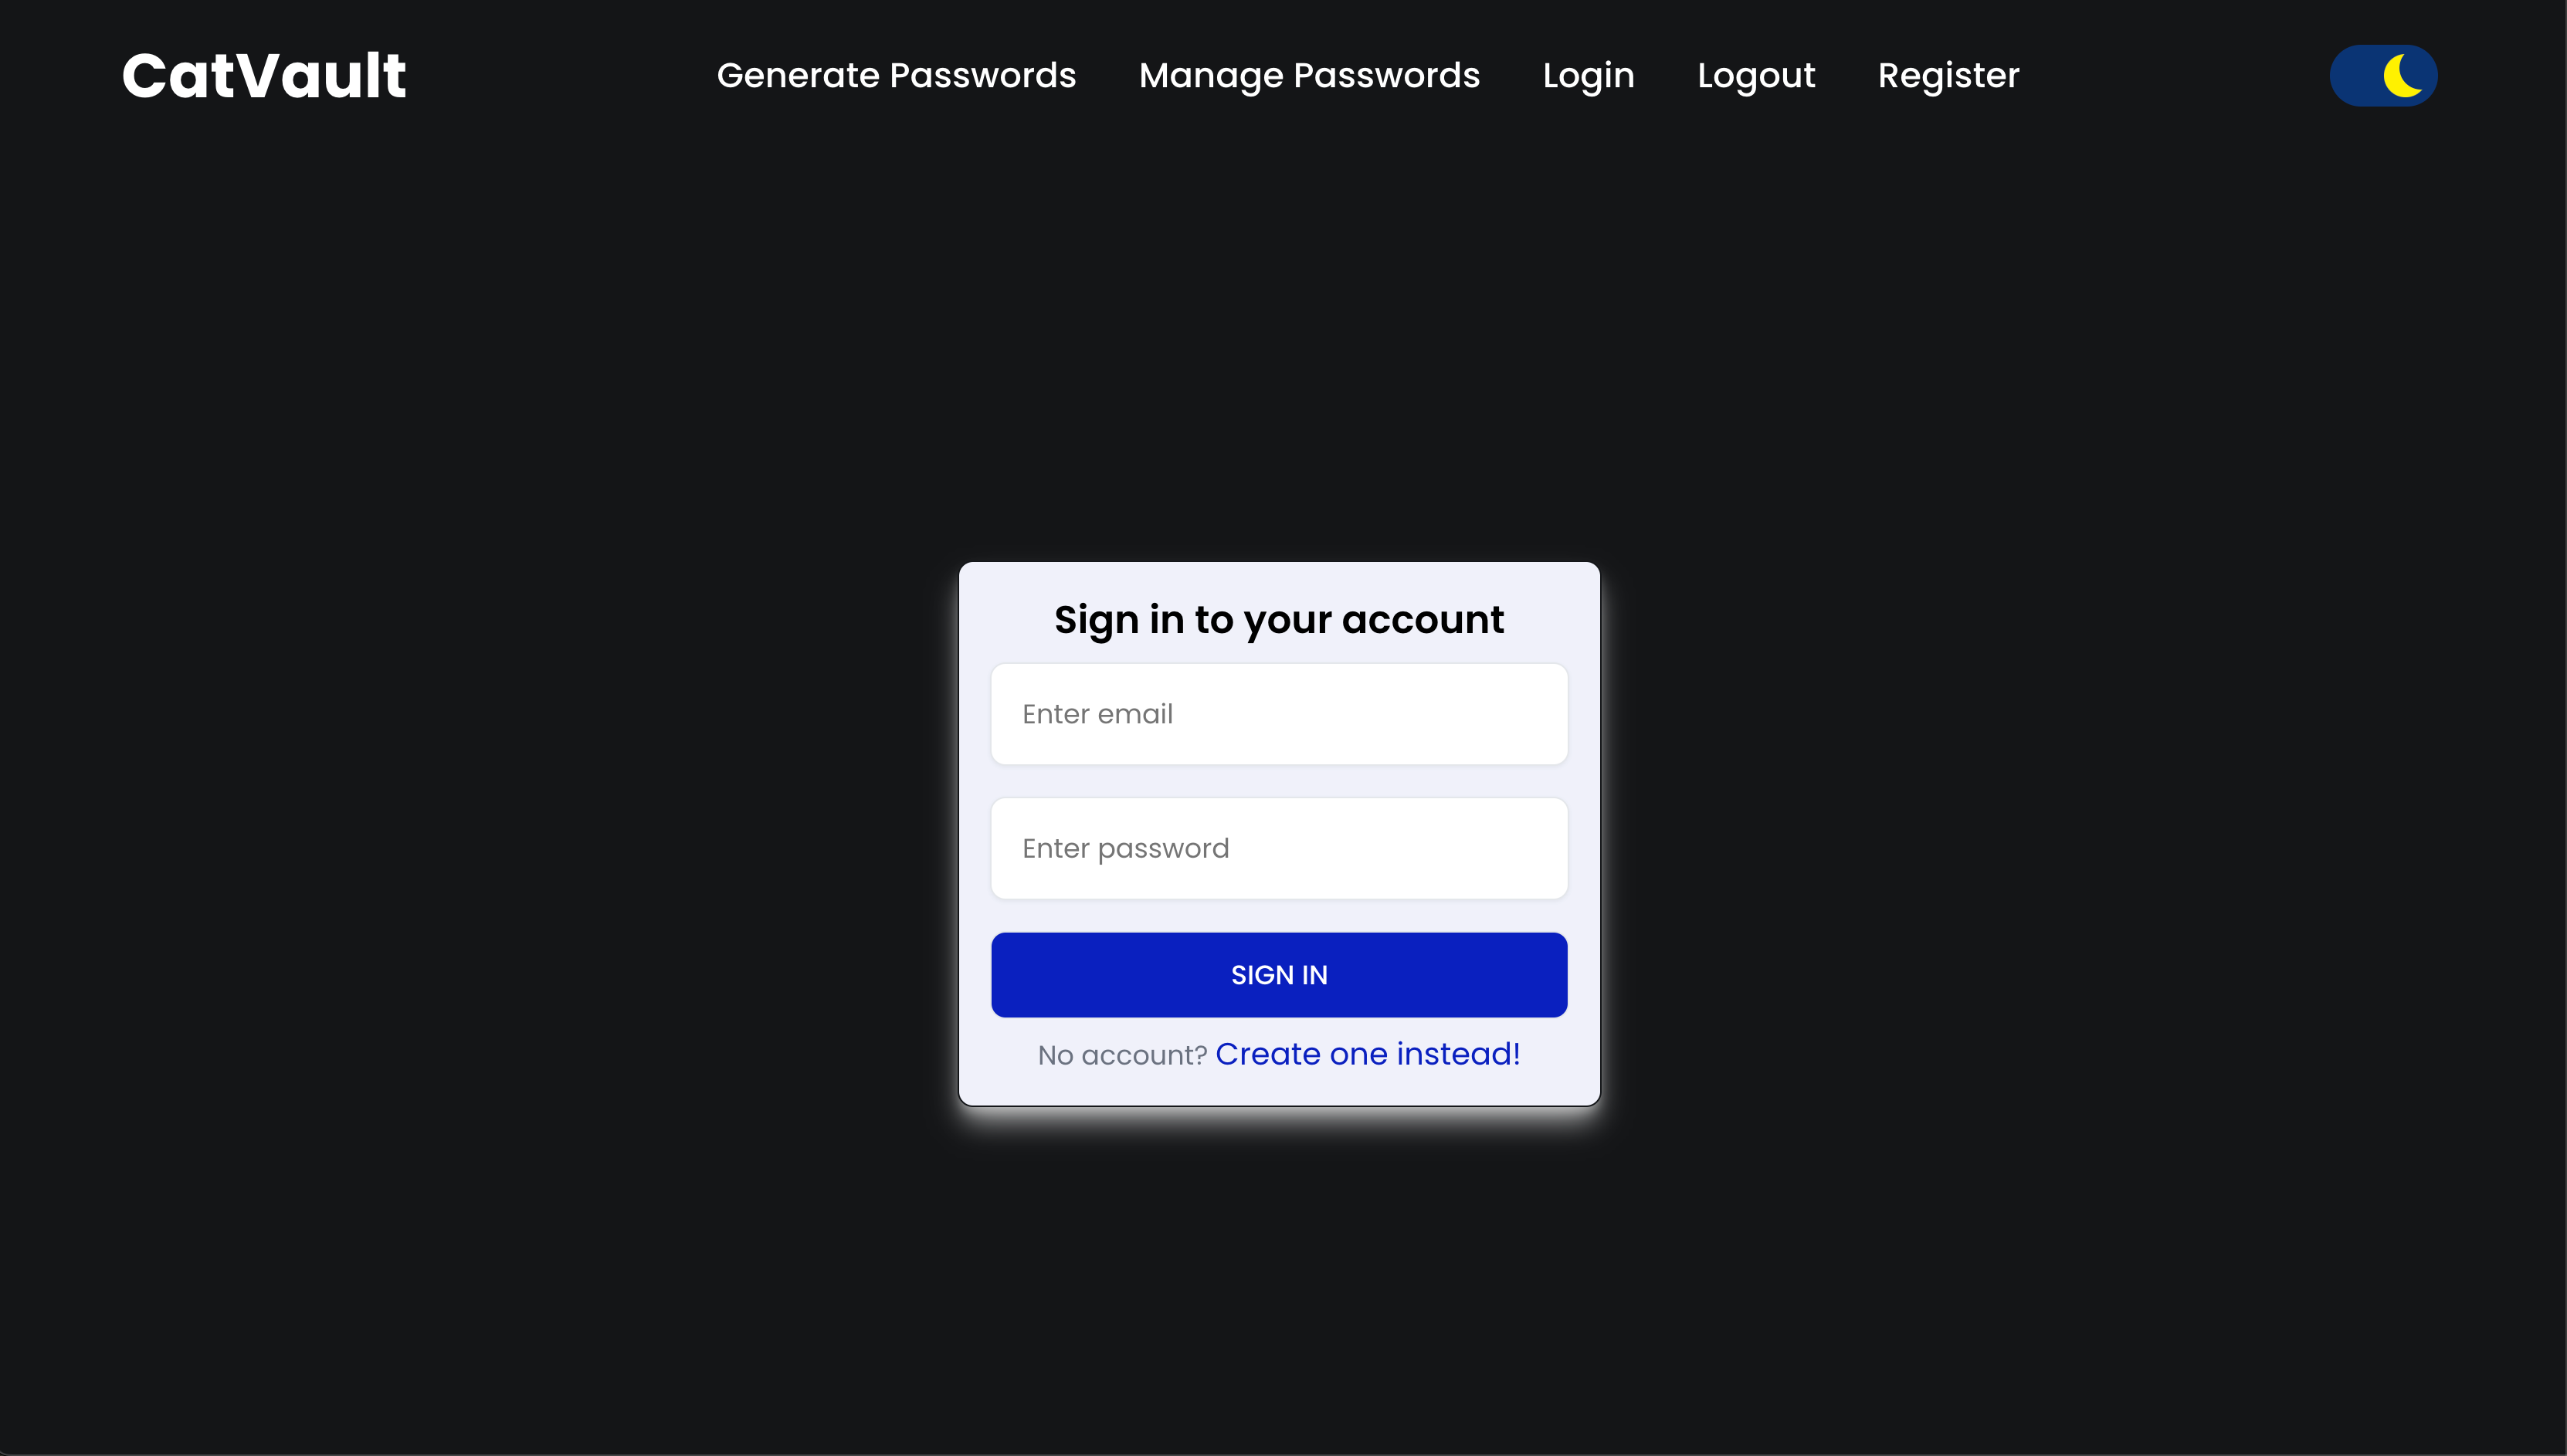 CatVault Generate Passwords Manage Passwords Login Logout Register
Sign in to your account
Enter email
Enter password
SIGN IN
No account? Create one instead!